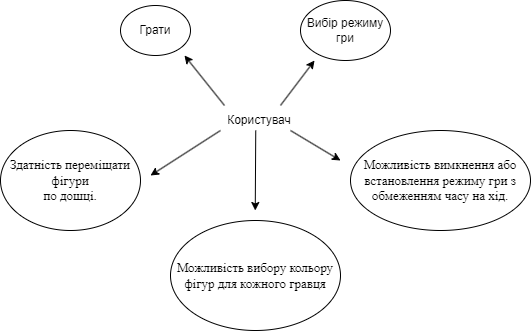 Грати
Вибір режиму
гри
Користувач
Здатність переміщати
фігури
по дощці.
Можливість вимкнення або
встановлення режиму гри з
обмеженням часу на хід.
Можливість вибору кольору
фігур для кожного гравця